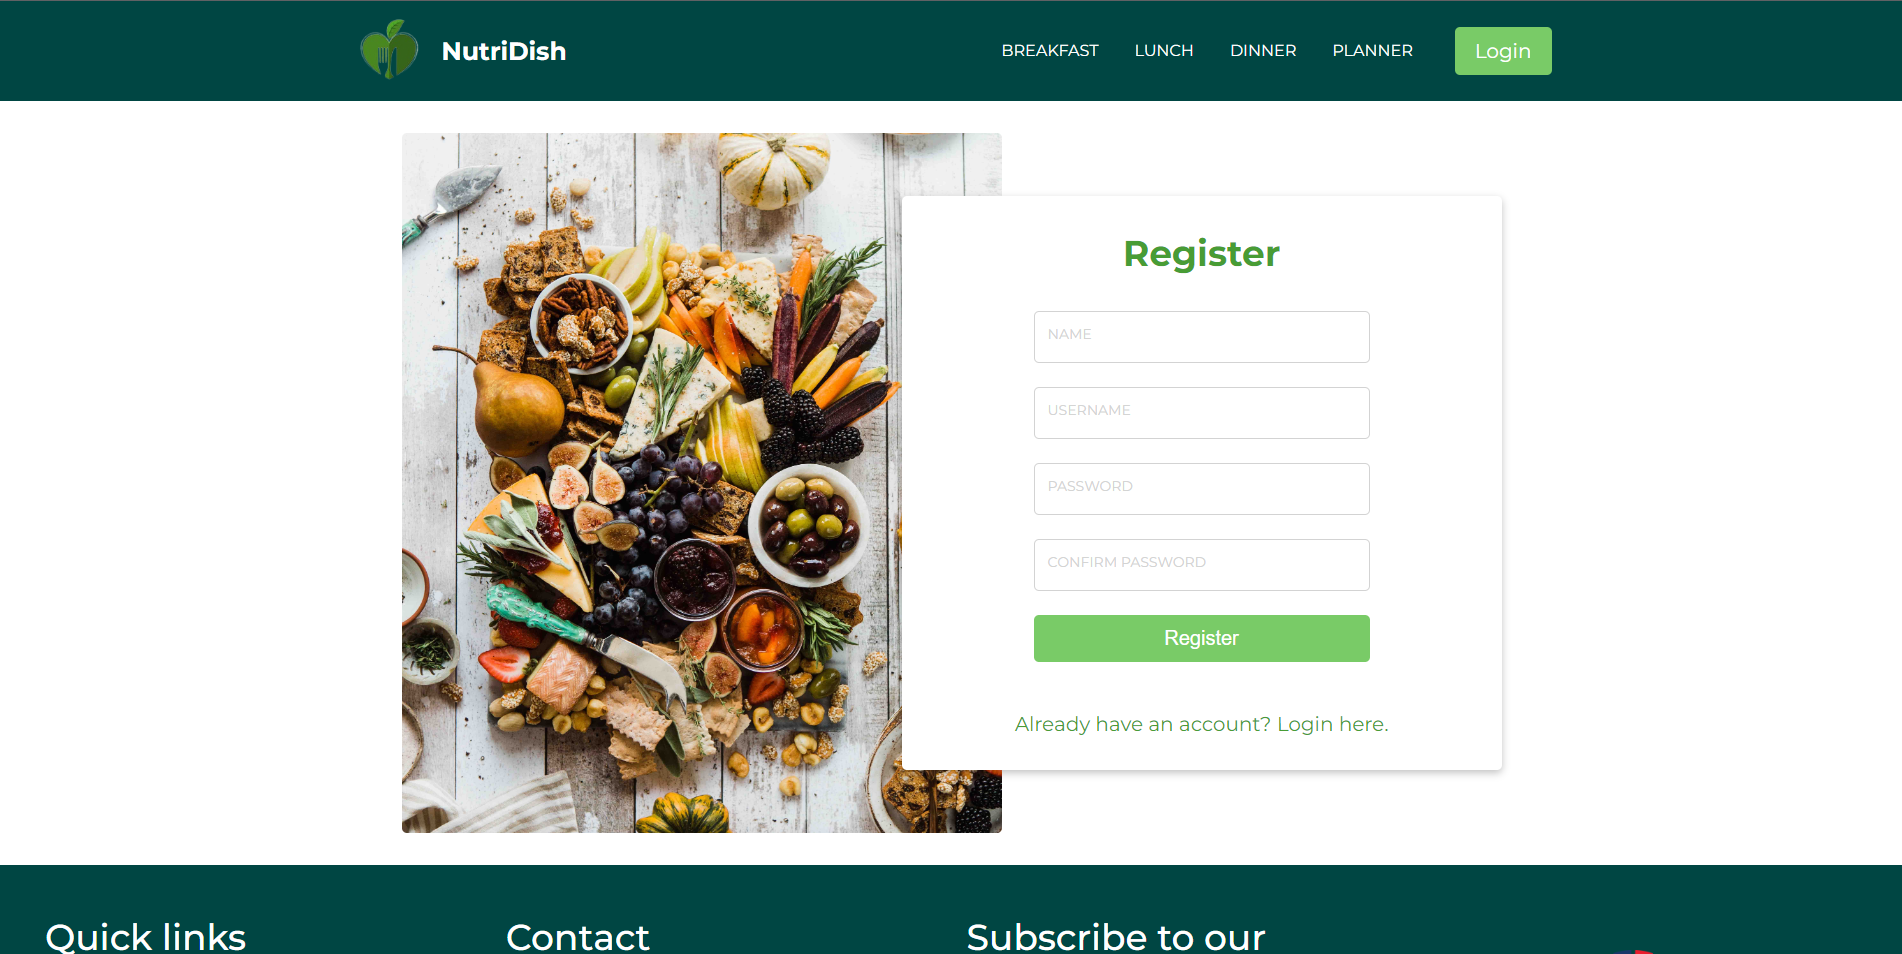 NutriDish
BREAKFAST
LUNCH
DINNER
PLANNER
Login
Register
NAME
USERNAME
PASSWORD
CONFIRM PASSWORD
Register
Already have an account? Login here.
Quick links
Contact
Subscribe to our